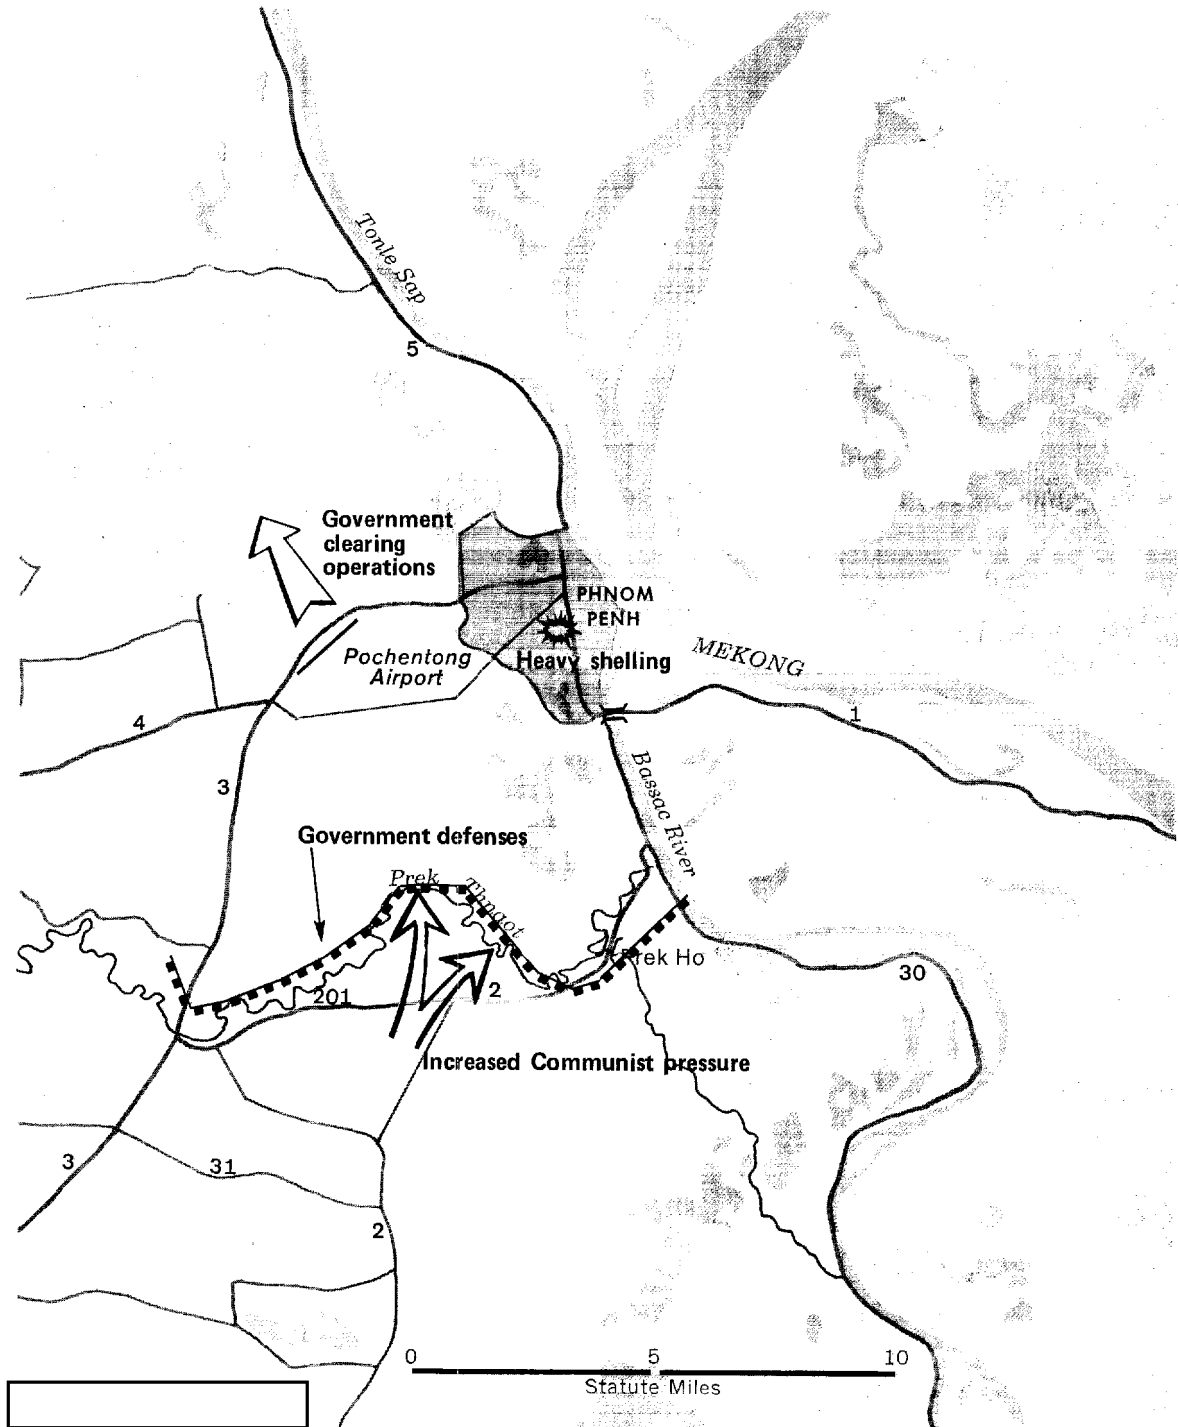 Tonle Sap
5
Government
clearing
operations
PHNOM
PENH
Heavy shelling
Pochentong
Airport
MEKONG
1
4
3
Bassac River
Government defenses
Prek Thnaot
Prek Ho
30
201
2
Increased Communist pressure
3
31
2
0 5 10
Statute Miles